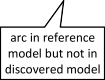 arc in reference
model but not in
discovered model